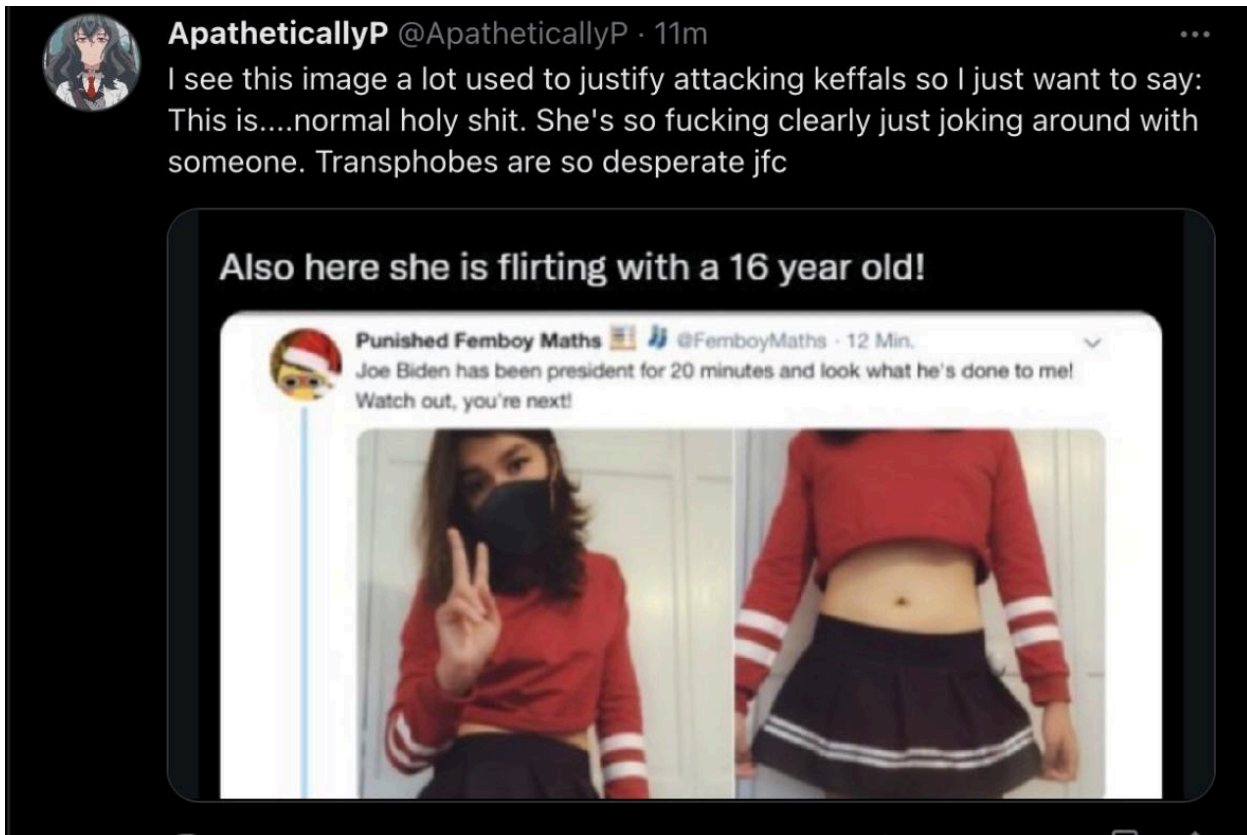 ApatheticallyP @ApatheticallyP · 11m
I see this image a lot used to justify attacking keffals so I just want to say:
This is....normal holy shit. She's so fucking clearly just joking around with
someone. Transphobes are so desperate jfc
Also here she is flirting with a 16 year old!
Punished Femboy Maths @FemboyMaths · 12 Min.
Joe Biden has been president for 20 minutes and look what he's done to me!
Watch out, you're next!